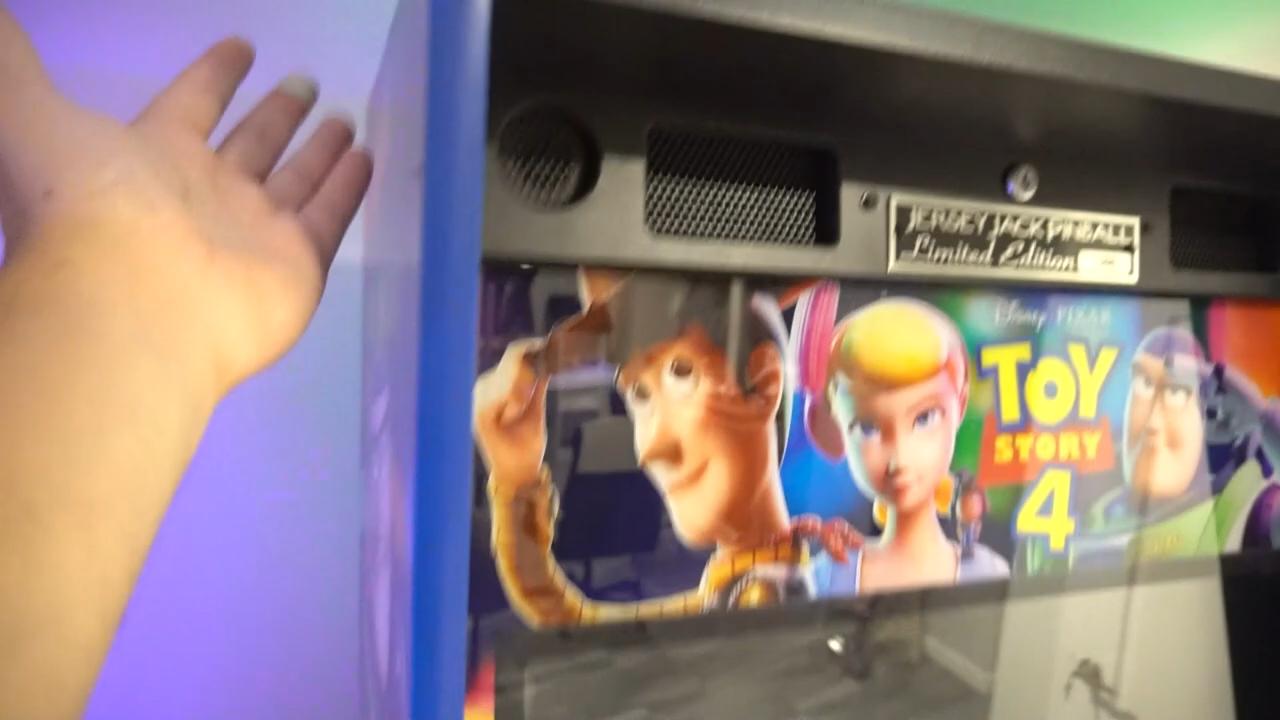 JERSEY JACK PINBALL
Limited Edition
Disney PIXAR
TOY
STORY
4